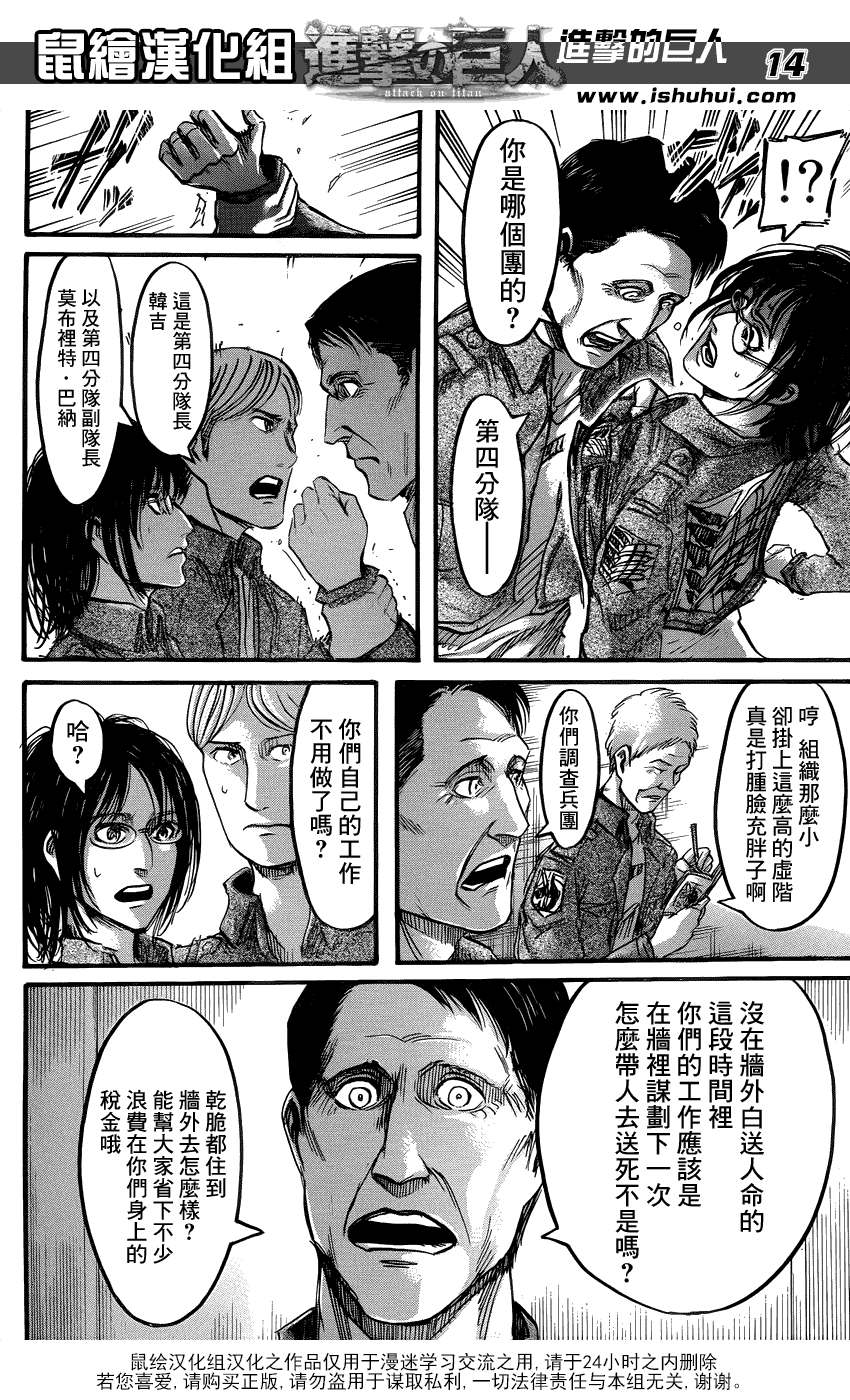 鼠繪漢化組
進撃の巨人
attack on titan
進擊的巨人
14
www.ishuhui.com
!?
你是哪個團的?
第四分隊——
這是第四分隊長
韓吉
以及第四分隊副隊長
莫布裡特·巴納
哼 組織那麼小
卻掛上這麼高的虛階
真是打腫臉充胖子啊
你們調查兵團
你們自己的工作
不用做了嗎?
哈?
沒在牆外白送人命的
這段時間裡
你們的工作應該是
在牆裡謀劃下一次
怎麼帶人去送死不是嗎?
乾脆都住到
牆外去怎麼樣?
能幫大家省下不少
浪費在你們身上的
稅金哦
鼠绘汉化组汉化之作品仅用于漫迷学习交流之用, 请于24小时之内删除
若您喜爱, 请购买正版, 请勿滥用于谋取私利, 一切法律责任与本组无关, 谢谢。